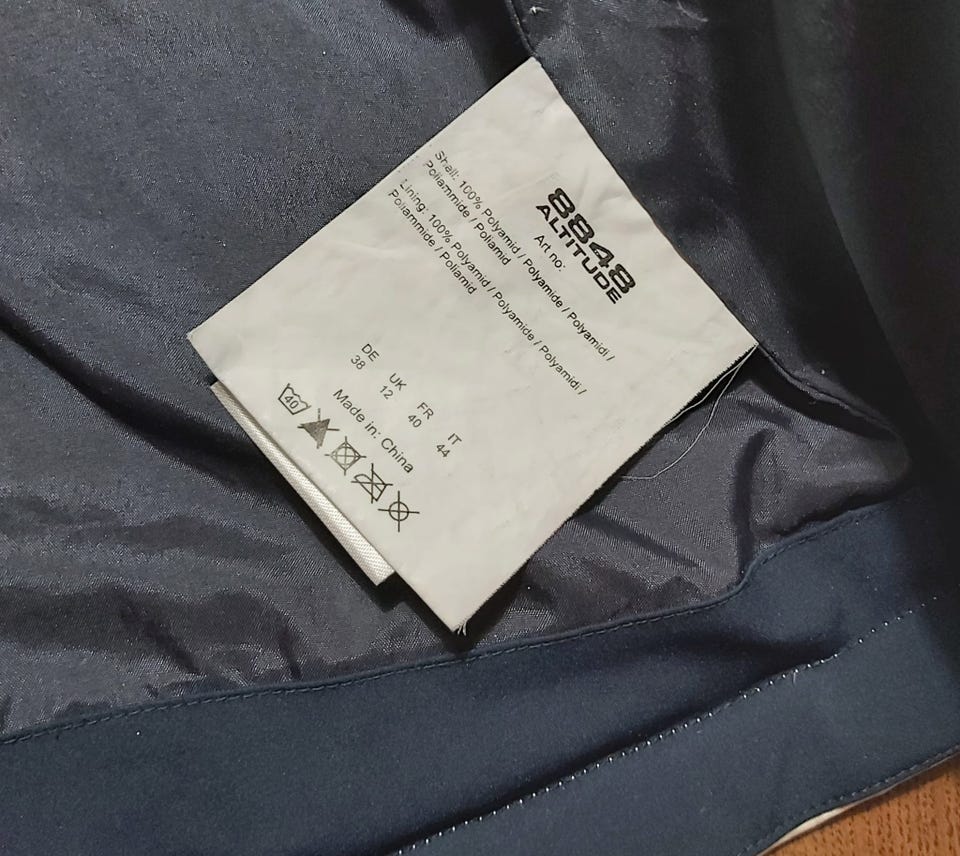 8848
ALTITUDE
Art no:
Shell: 100% Polyamid / Polyamide / Polyamidi /
Poliammide / Poliamid
Lining: 100% Polyamid / Polyamide / Polyamidi /
Poliammide / Poliamid
DE UK FR IT
38 12 40 44
Made in: China
40